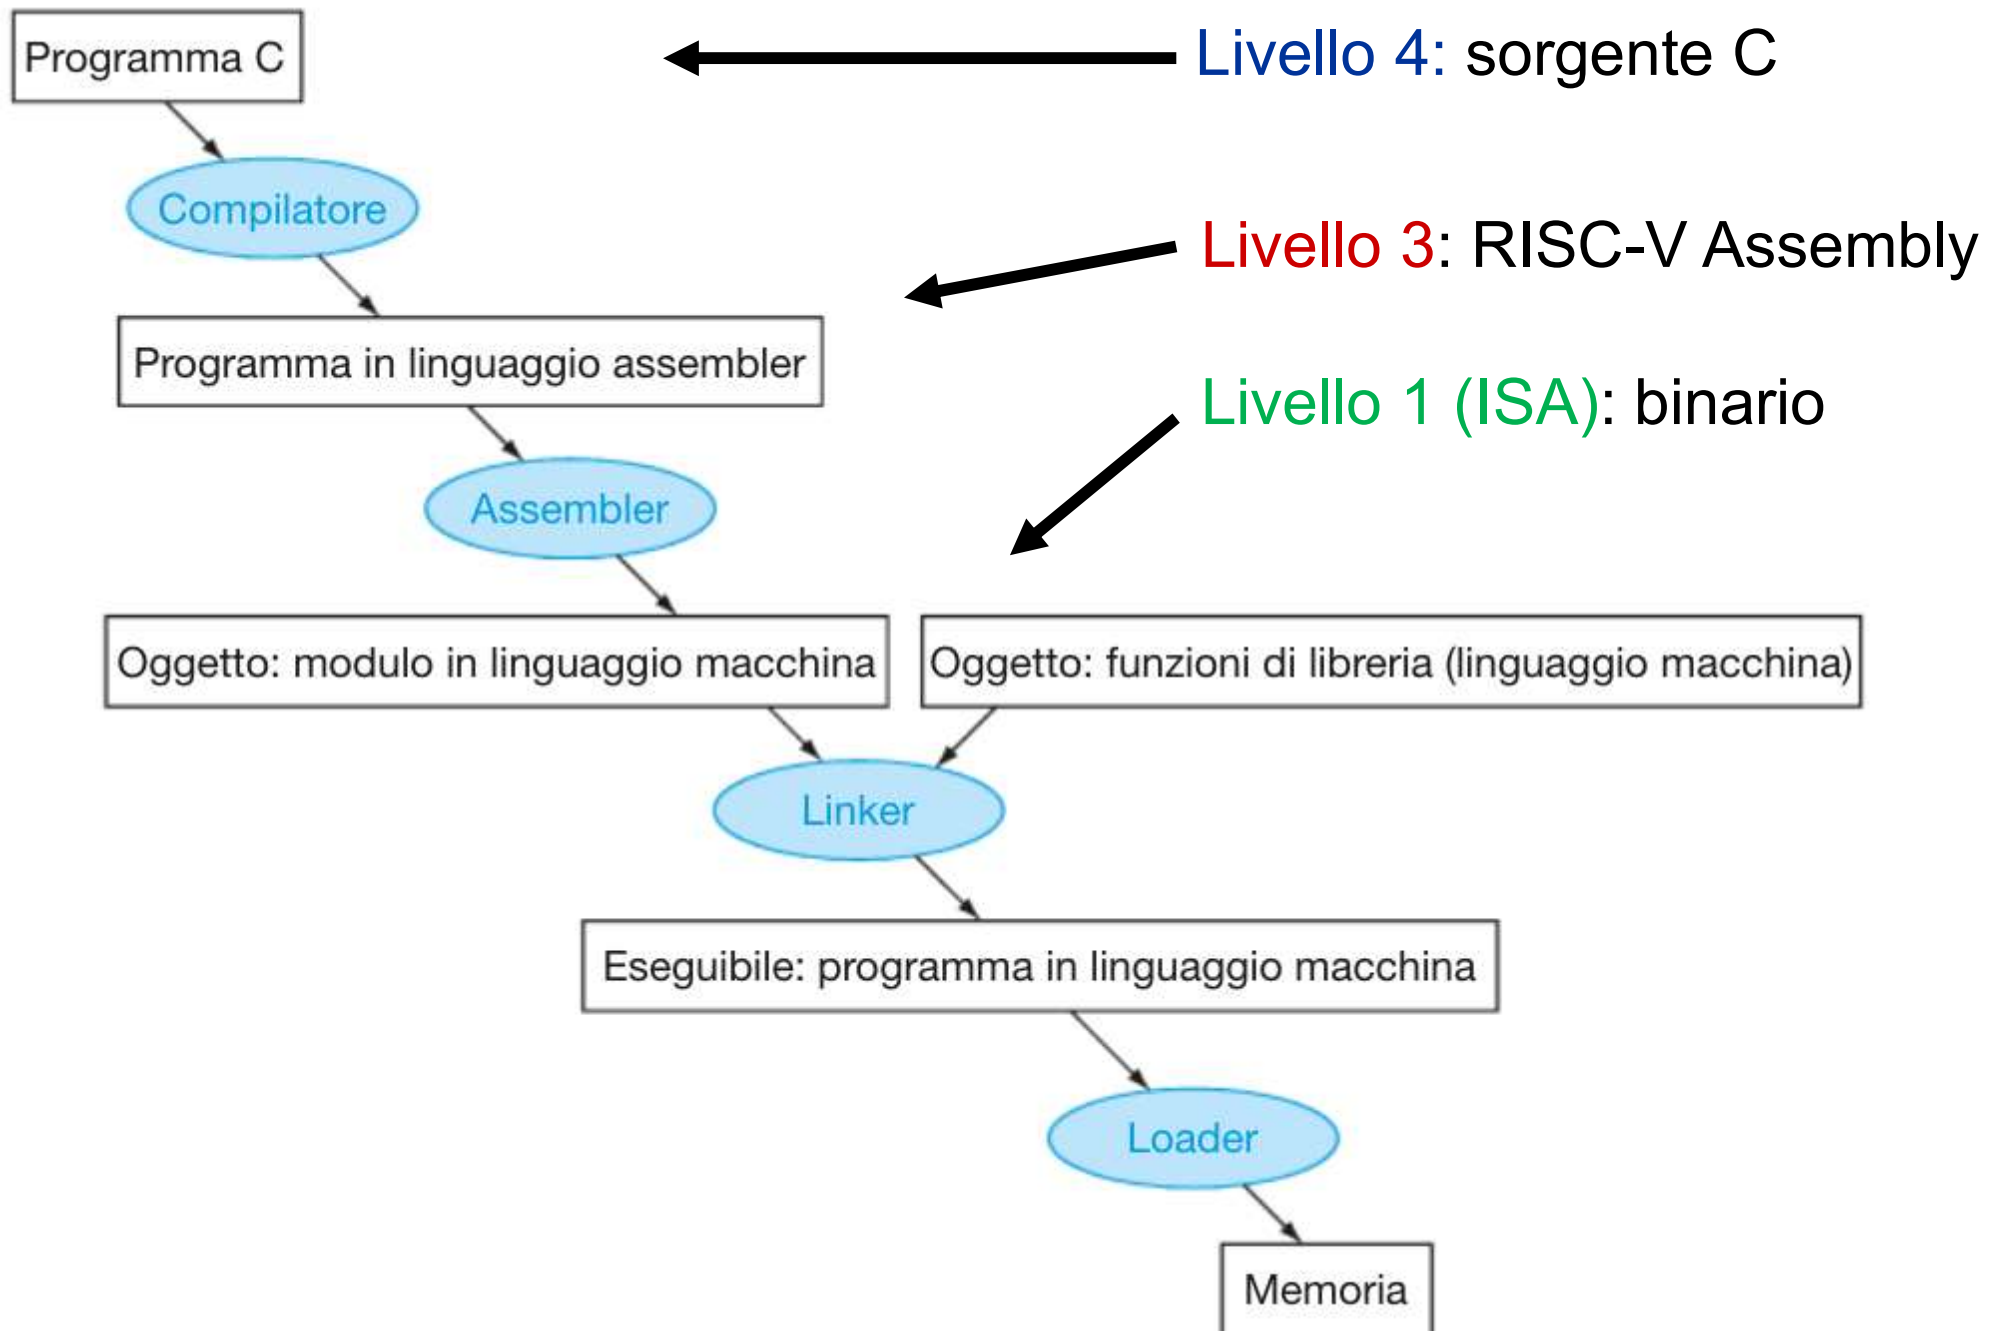 Programma C
Livello 4: sorgente C
Compilatore
Livello 3: RISC-V Assembly
Programma in linguaggio assembler
Livello 1 (ISA): binario
Assembler
Oggetto: modulo in linguaggio macchina
Oggetto: funzioni di libreria (linguaggio macchina)
Linker
Eseguibile: programma in linguaggio macchina
Loader
Memoria